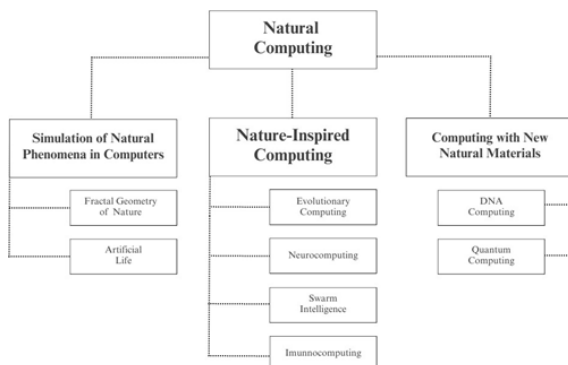 Natural
Computing
Simulation of Natural
Phenomena in Computers
Fractal Geometry
of Nature
Artificial
Life
Nature-Inspired
Computing
Evolutionary
Computing
Neurocomputing
Swarm
Intelligence
Imunnocomputing
Computing with New
Natural Materials
DNA
Computing
Quantum
Computing